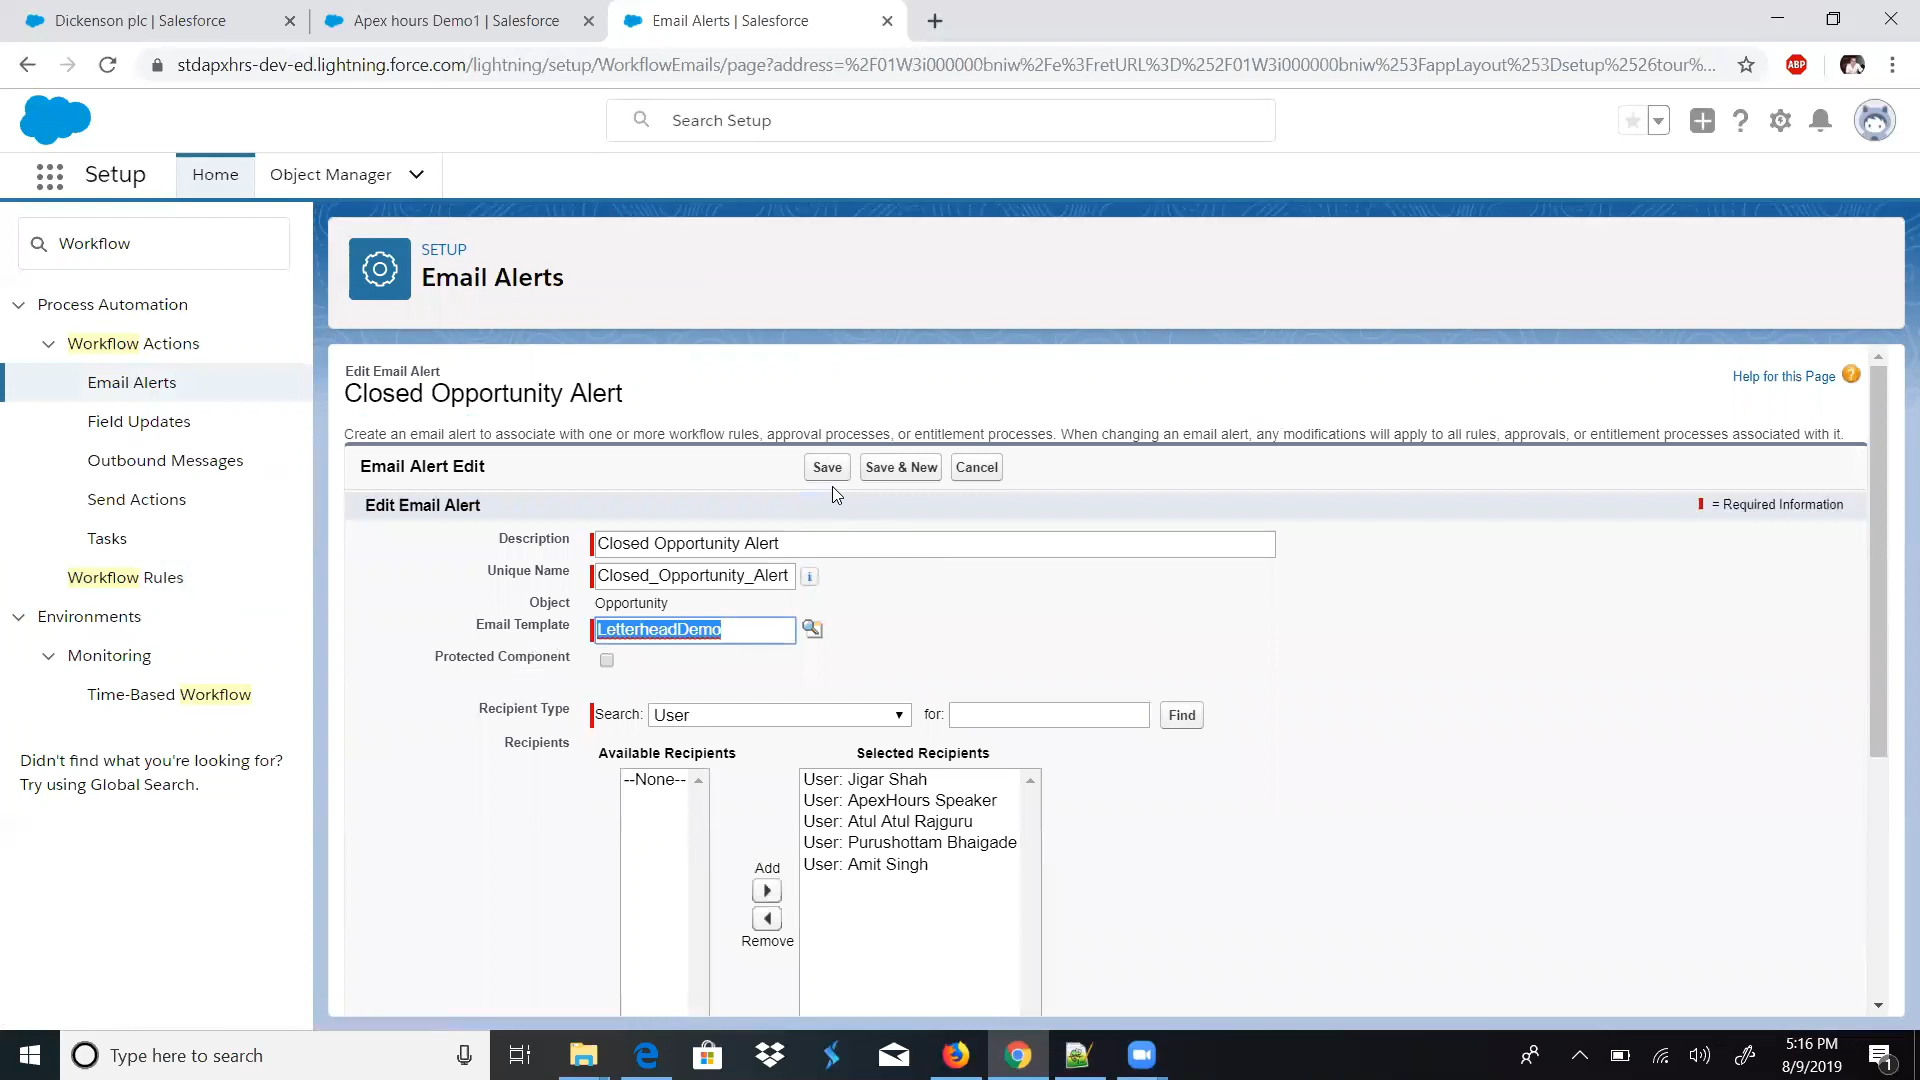 Dickenson plc | Salesforce
Apex hours Demo1 | Salesforce
Email Alerts | Salesforce
stdapxhrs-dev-ed.lightning.force.com/lightning/setup/WorkflowEmails/page?address=%2F01W3i000000bniw%2Fe%3FretURL%3D%252F01W3i000000bniw%253FappLayout%253Dsetup%2526tour%...
ABP
Search Setup
Setup
Home
Object Manager
Workflow
Process Automation
Workflow Actions
Email Alerts
Field Updates
Outbound Messages
Send Actions
Tasks
Workflow Rules
Environments
Monitoring
Time-Based Workflow
Didn't find what you're looking for?
Try using Global Search.
SETUP
Email Alerts
Edit Email Alert
Closed Opportunity Alert
Help for this Page
Create an email alert to associate with one or more workflow rules, approval processes, or entitlement processes. When changing an email alert, any modifications will apply to all rules, approvals, or entitlement processes associated with it.
Email Alert Edit
Save
Save & New
Cancel
Edit Email Alert
= Required Information
Description
Closed Opportunity Alert
Unique Name
Closed_Opportunity_Alert
i
Object
Opportunity
Email Template
LetterheadDemo
Protected Component
Recipient Type
Search:
User
for:
Find
Recipients
Available Recipients
Selected Recipients
--None--
User: Jigar Shah
User: ApexHours Speaker
User: Atul Atul Rajguru
User: Purushottam Bhaigade
User: Amit Singh
Add
Remove
Type here to search
5:16 PM
8/9/2019
1